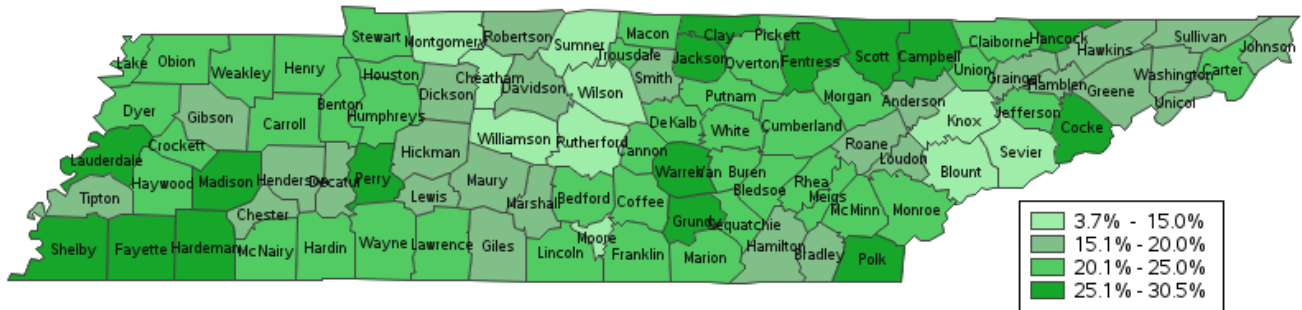 Stewart
Montgomery
Robertson
Sumner
Macon
Clay
Pickett
Lake
Obion
Weakley
Henry
Houston
Cheatham
Davidson
Trousdale
Smith
Jackson
Overton
Fentress
Scott
Campbell
Claiborne
Hancock
Hawkins
Sullivan
Johnson
Union
Grainger
Hamblen
Greene
Washington
Carter
Unicol
Dyer
Gibson
Carroll
Benton
Humphreys
Dickson
Wilson
Putnam
Morgan
Anderson
Knox
Jefferson
Cocke
Crockett
Williamson
Rutherford
DeKalb
White
Cumberland
Roane
Loudon
Blount
Sevier
Lauderdale
Haywood
Madison
Henderson
Decatur
Perry
Hickman
Maury
Cannon
Warren
Van Buren
Bledsoe
Rhea
Meigs
McMinn
Monroe
Tipton
Chester
Lewis
Marshall
Bedford
Coffee
Grundy
Sequatchie
Shelby
Fayette
Hardeman
McNairy
Hardin
Wayne
Lawrence
Giles
Lincoln
Moore
Franklin
Marion
Hamilton
Bradley
Polk
3.7% - 15.0%
15.1% - 20.0%
20.1% - 25.0%
25.1% - 30.5%